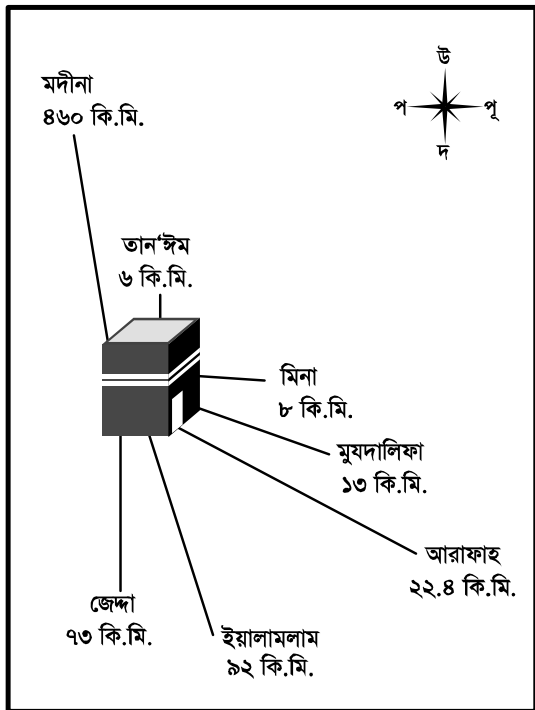 উ
প
পূ
দ
মদীনা
৪৬০ কি.মি.
তান‘ঈম
৬ কি.মি.
মিনা
৮ কি.মি.
মুযদালিফা
১৩ কি.মি.
আরাফাহ
২২.৪ কি.মি.
জেদ্দা
৭৩ কি.মি.
ইয়ালামলাম
৯২ কি.মি.